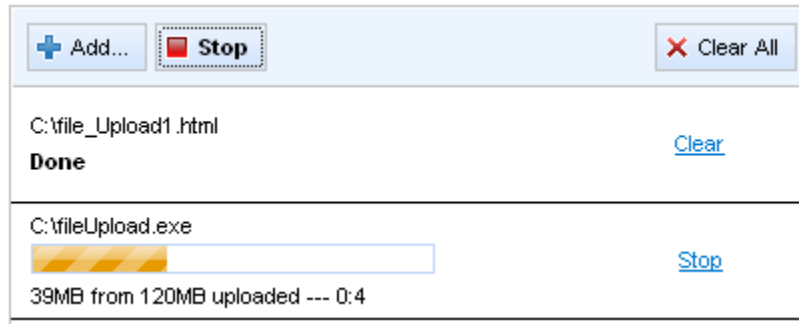 Add... Stop Clear All
C:\file_Upload1.html
Done
Clear
C:\fileUpload.exe
Stop
39MB from 120MB uploaded --- 0:4